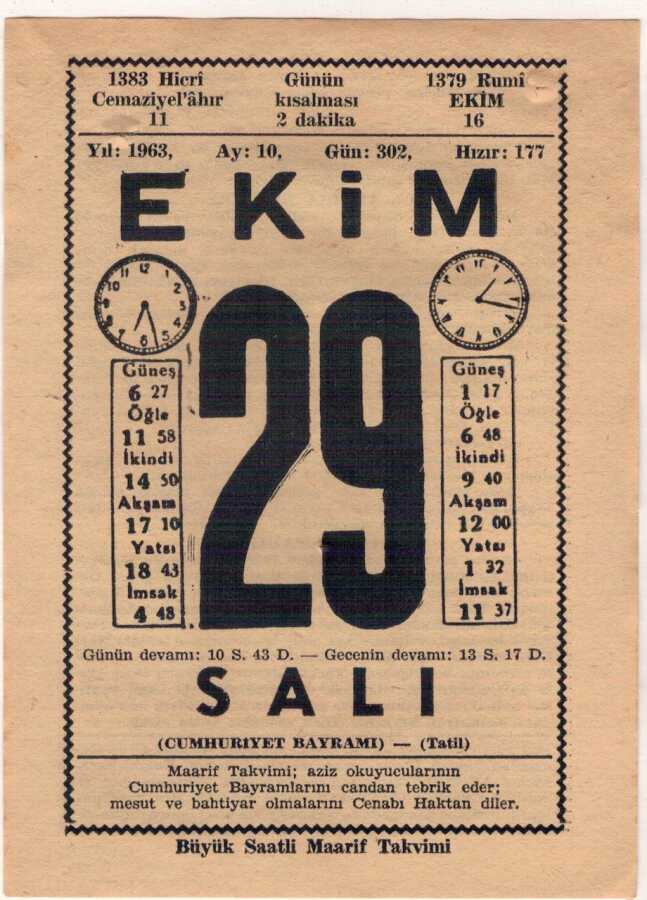 1383 Hicrî Günün 1379 Rumî
Cemaziyel'âhır kısalması EKİM
11 2 dakika 16
Yıl: 1963, Ay: 10, Gün: 302, Hızır: 177
EKİM
29
Güneş
6 27
Öğle
11 58
İkindi
14 50
Akşam
17 10
Yatsı
18 43
İmsak
4 48
Güneş
1 17
Öğle
6 48
İkindi
9 40
Akşam
12 00
Yatsı
1 32
İmsak
11 37
Günün devamı: 10 S. 43 D. — Gecenin devamı: 13 S. 17 D.
SALI
(CUMHURİYET BAYRAMI) — (Tatil)
Maarif Takvimi; aziz okuyucularının
Cumhuriyet Bayramlarını candan tebrik eder;
mesut ve bahtiyar olmalarını Cenabı Haktan diler.
Büyük Saatli Maarif Takvimi